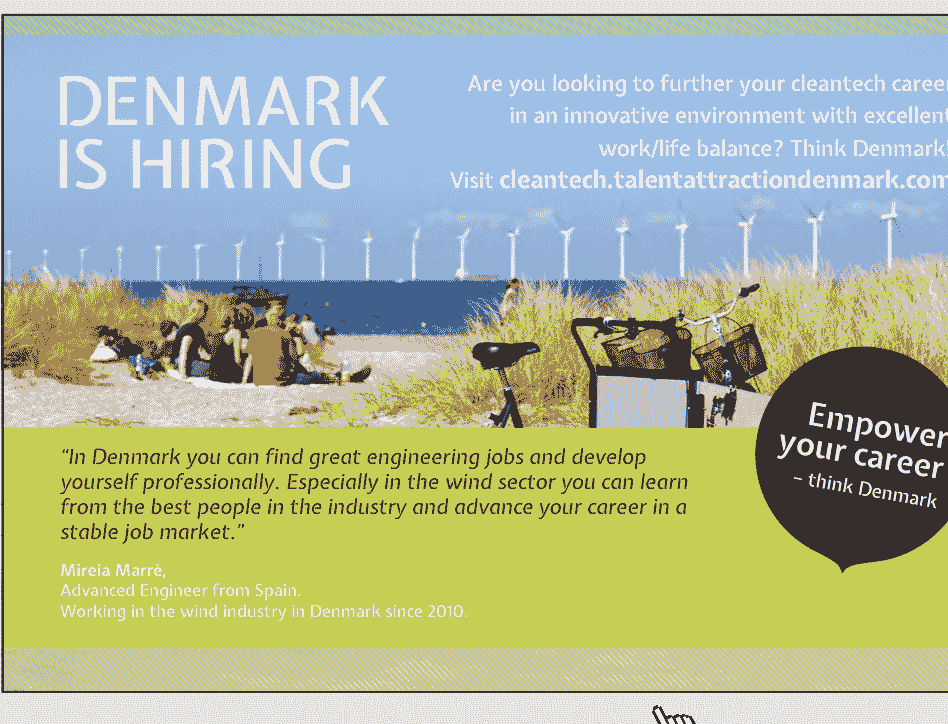 DENMARK
IS HIRING
Are you looking to further your cleantech career
in an innovative environment with excellent
work/life balance? Think Denmark!
Visit cleantech.talentattractiondenmark.com
Empower
your career
– think Denmark
"In Denmark you can find great engineering jobs and develop
yourself professionally. Especially in the wind sector you can learn
from the best people in the industry and advance your career in a
stable job market."
Mireia Marrè,
Advanced Engineer from Spain.
Working in the wind industry in Denmark since 2010.